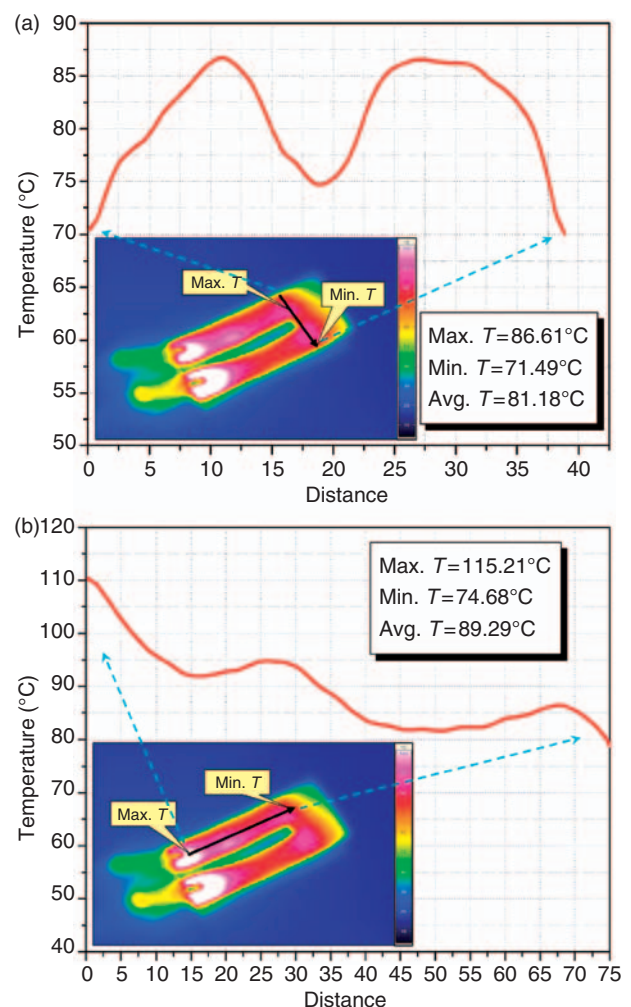 (a)
90
85
80
75
70
65
60
55
50
Temperature (°C)
Max. T
Min. T
Max. T=86.61°C
Min. T=71.49°C
Avg. T=81.18°C
0 5 10 15 20 25 30 35 40
Distance
(b)
120
110
100
90
80
70
60
50
40
Temperature (°C)
Max. T=115.21°C
Min. T=74.68°C
Avg. T=89.29°C
Min. T
Max. T
0 5 10 15 20 25 30 35 40 45 50 55 60 65 70 75
Distance